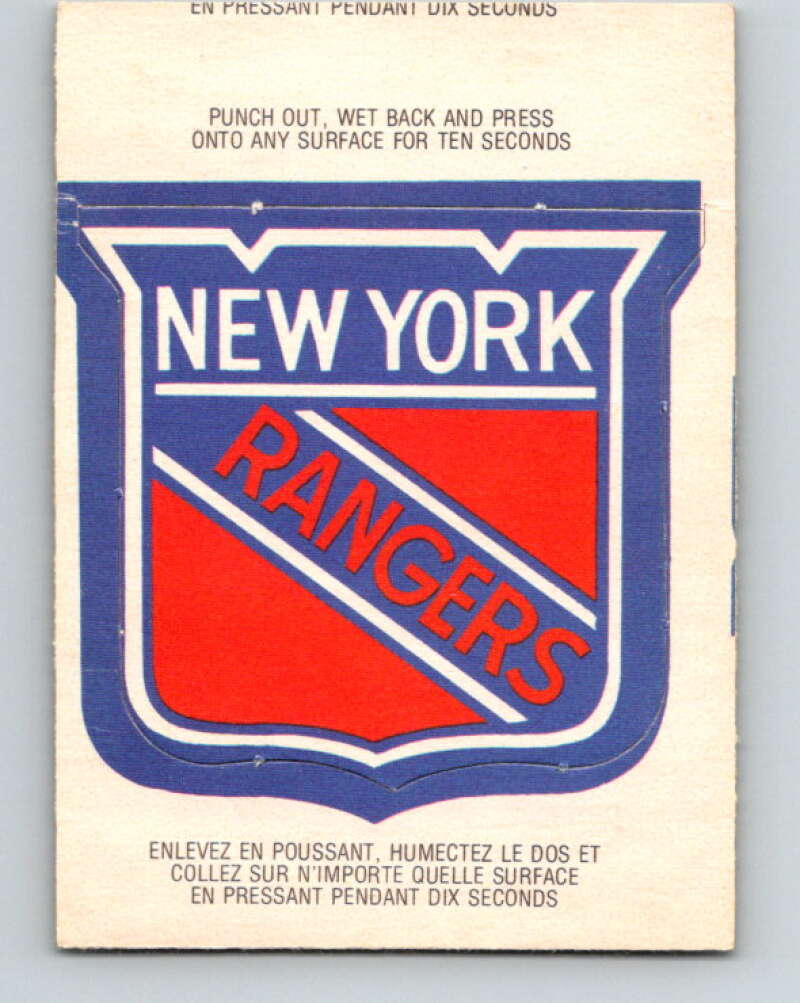 EN PRESSANT PENDANT DIX SECONDS
PUNCH OUT, WET BACK AND PRESS
ONTO ANY SURFACE FOR TEN SECONDS
NEW YORK
RANGERS
ENLEVEZ EN POUSSANT, HUMECTEZ LE DOS ET
COLLEZ SUR N'IMPORTE QUELLE SURFACE
EN PRESSANT PENDANT DIX SECONDS